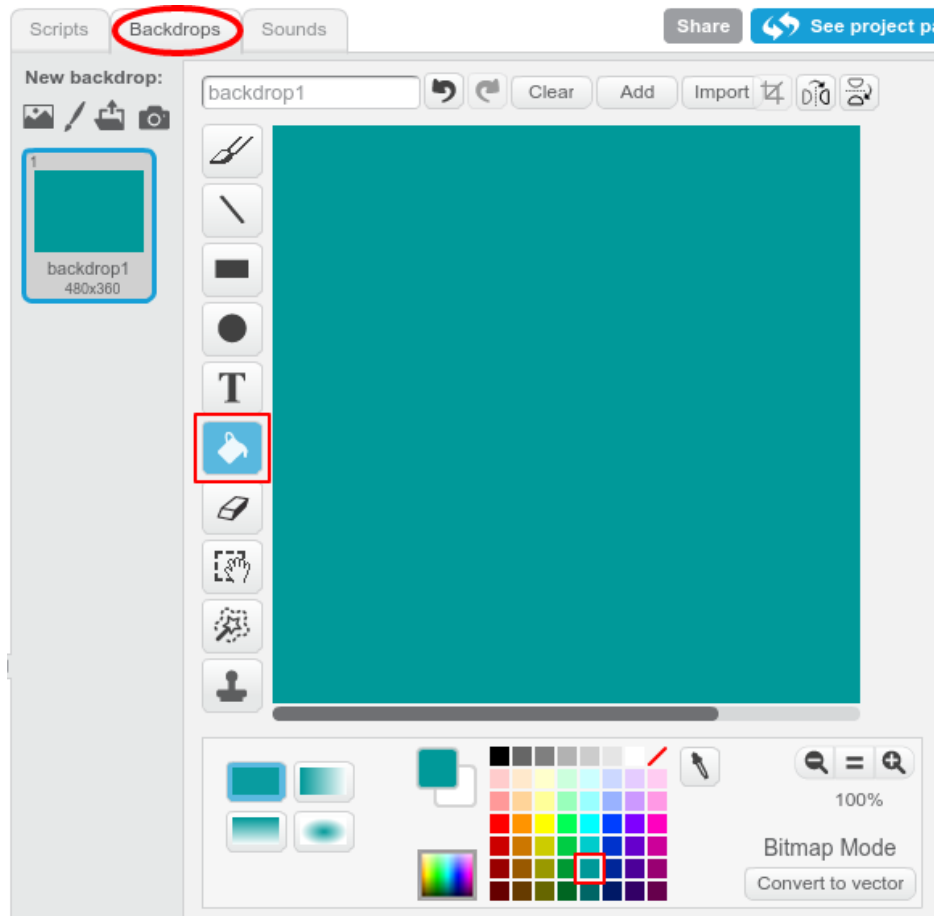 Scripts Backdrops Sounds Share See project pa
New backdrop: backdrop1 Clear Add Import
1
backdrop1
480x360
T
100%
Bitmap Mode
Convert to vector